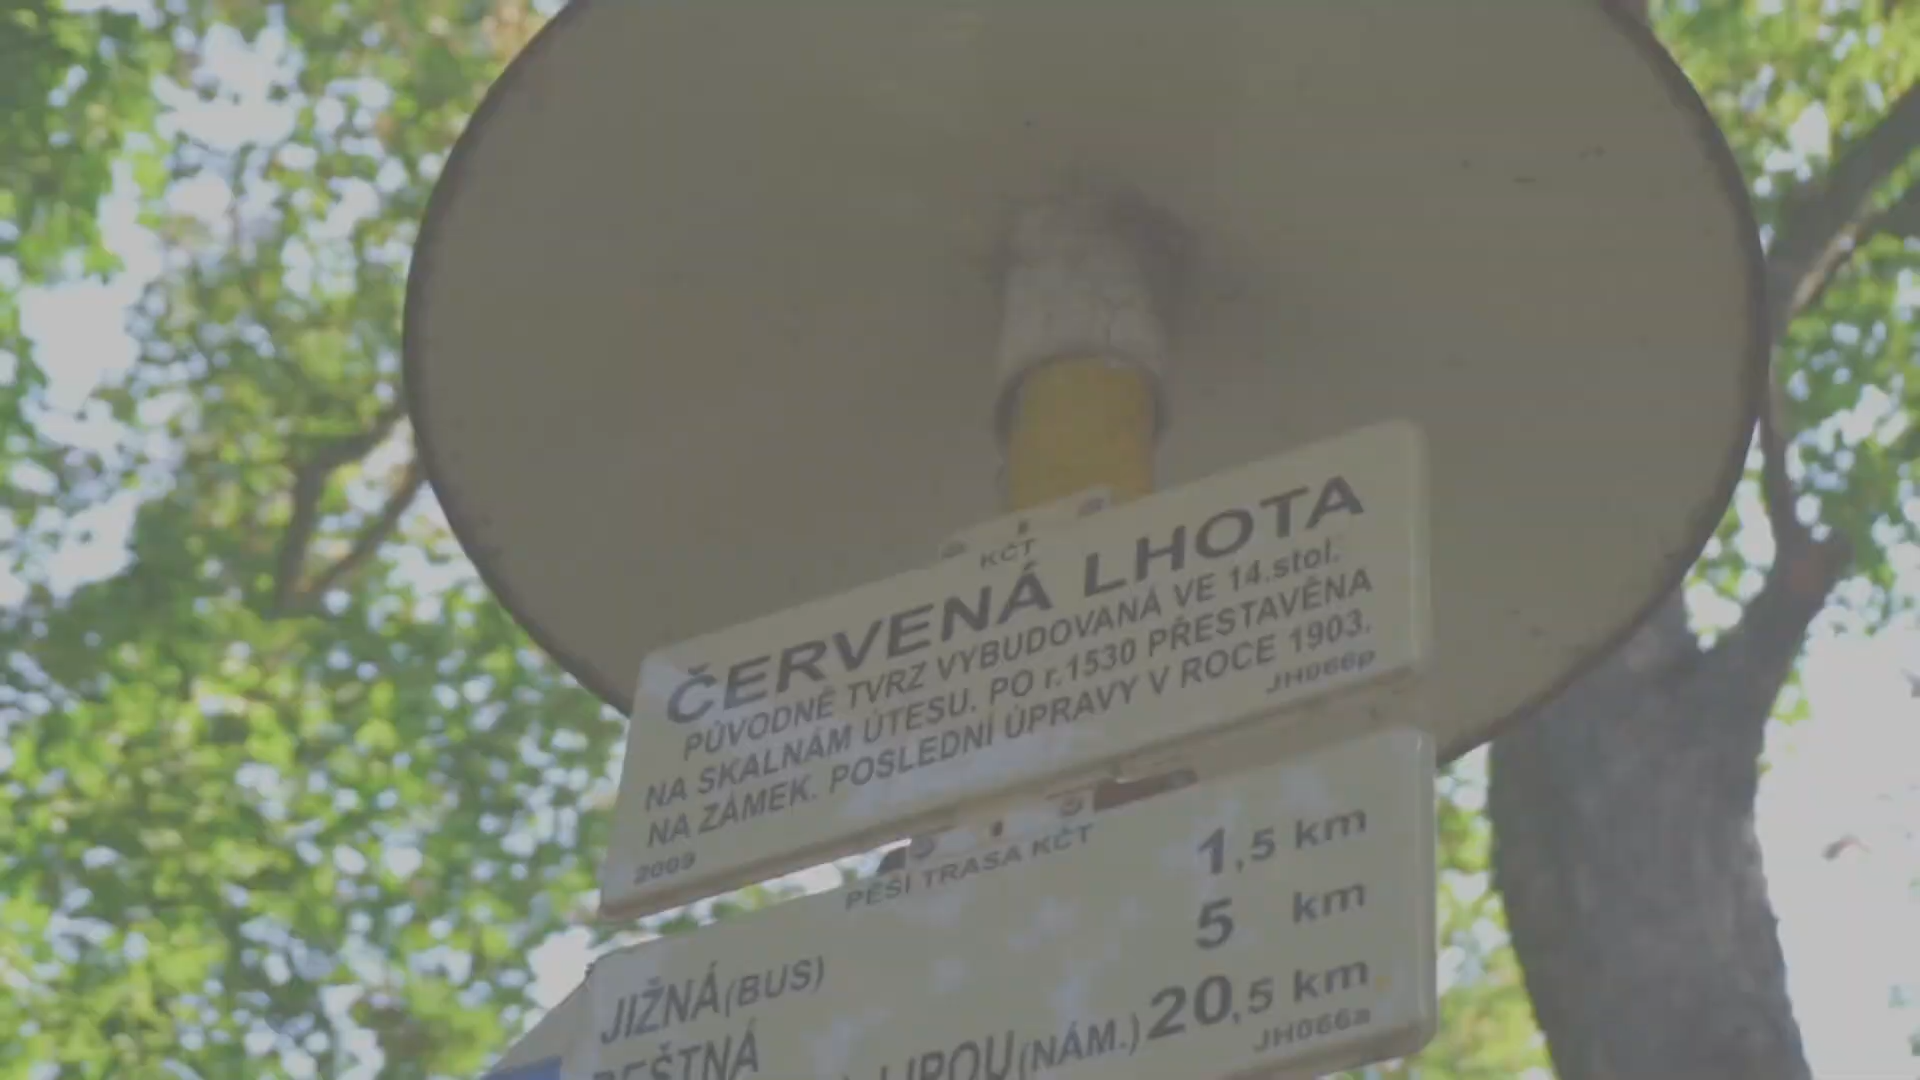 KČT
ČERVENÁ LHOTA
PŮVODNĚ TVRZ VYBUDOVANÁ VE 14.stol.
NA SKALNÁM ÚTESU. PO r.1530 PŘESTAVĚNA
NA ZÁMEK. POSLEDNÍ ÚPRAVY V ROCE 1903.
2009 JH066p
PĚŠÍ TRASA KČT
JIŽNÁ(BUS) 1,5 km
5 km
(NÁM.) 20,5 km
JH066a